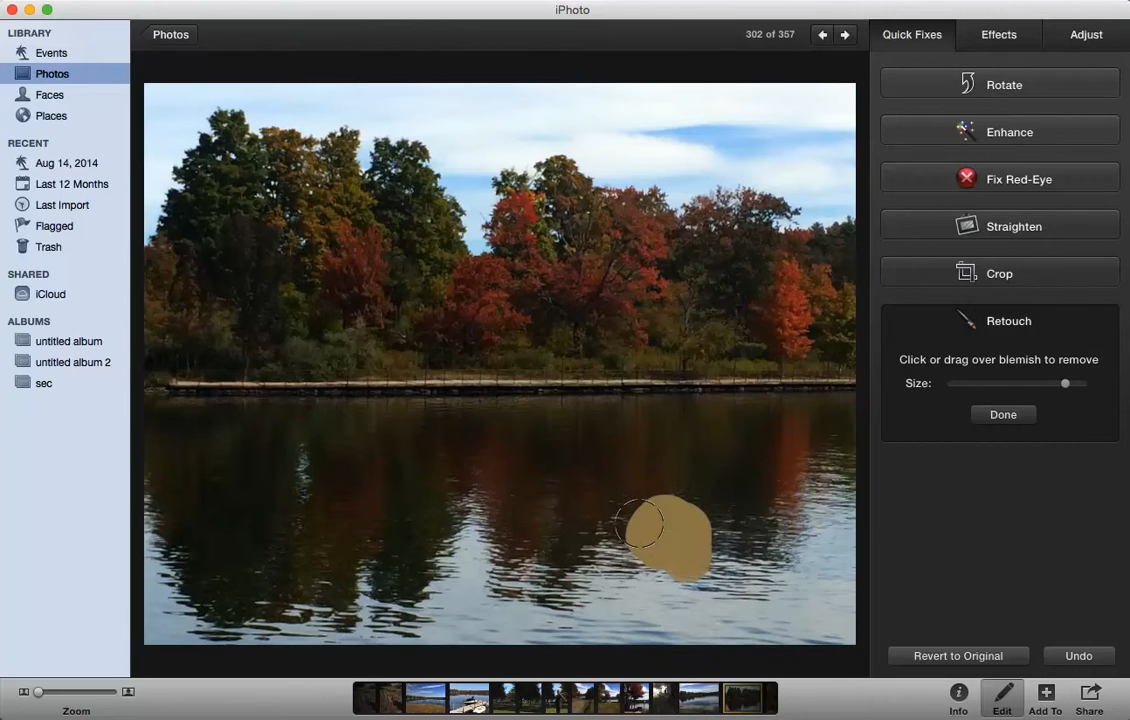 iPhoto
LIBRARY
Events
Photos
Faces
Places
RECENT
Aug 14, 2014
Last 12 Months
Last Import
Flagged
Trash
SHARED
iCloud
ALBUMS
untitled album
untitled album 2
sec
Zoom
Photos
302 of 357
Quick Fixes
Effects
Adjust
Rotate
Enhance
Fix Red-Eye
Straighten
Crop
Retouch
Click or drag over blemish to remove
Size:
Done
Revert to Original
Undo
Info
Edit
Add To
Share